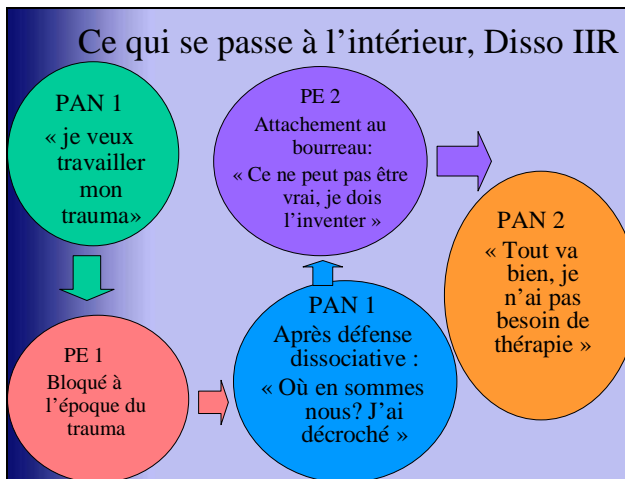 Ce qui se passe à l'intérieur, Disso IIR
PAN 1
« je veux
travailler
mon
trauma»
PE 1
Bloqué à
l'époque du
trauma
PAN 1
Après défense
dissociative :
« Où en sommes
nous? J'ai
décroché »
PE 2
Attachement au
bourreau:
« Ce ne peut pas être
vrai, je dois
l'inventer »
PAN 2
« Tout va
bien, je
n'ai pas
besoin de
thérapie »